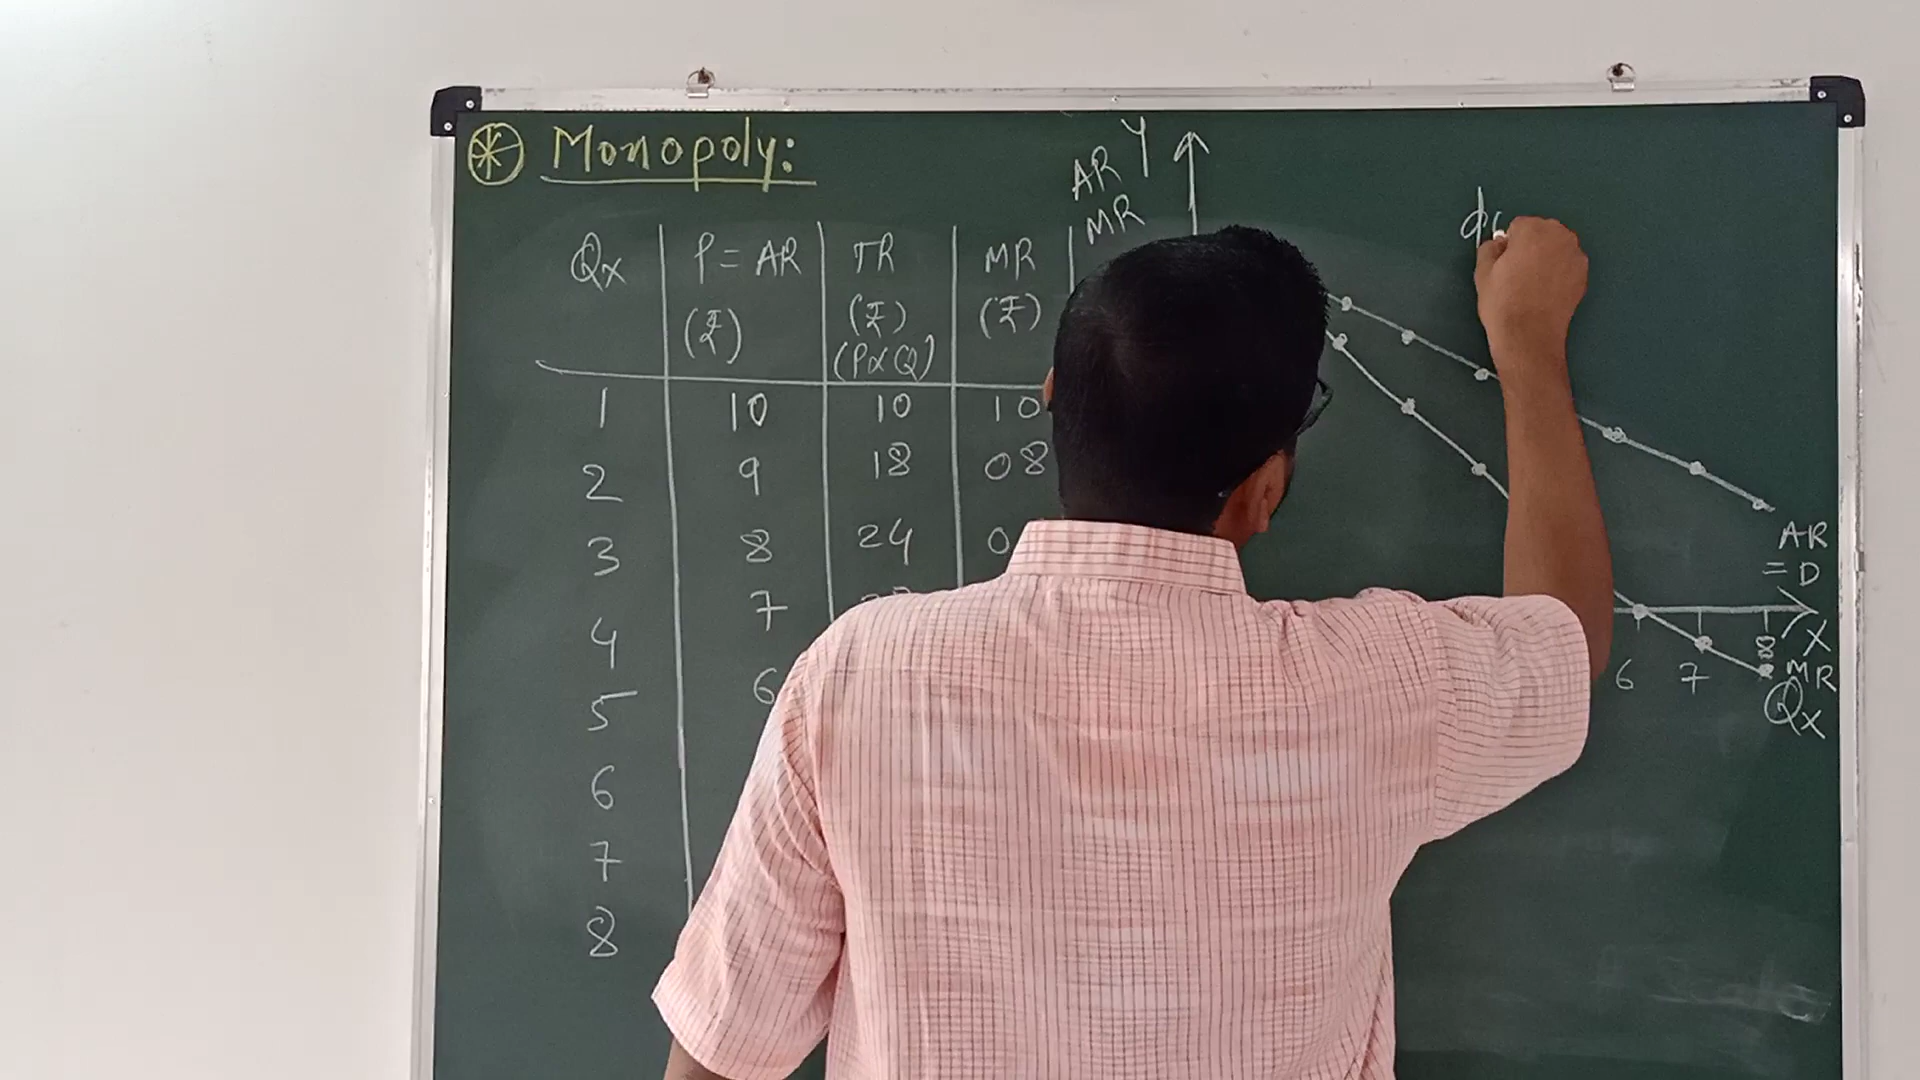 Monopoly:
Qx P = AR TR MR
(₹) (₹) (₹)
(PxQ)
1 10 10 10
2 9 18 08
3 8 24 0
4 7
5 6
6
7
8
Y
AR
MR
AR
= D
X
6 7 8 MR
Qx